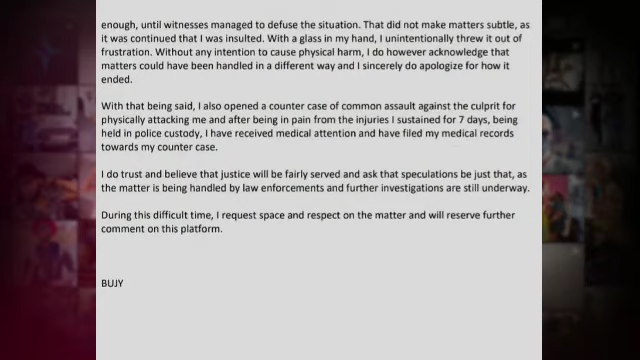 enough, until witnesses managed to defuse the situation. That did not make matters subtle, as
it was continued that I was insulted. With a glass in my hand, I unintentionally threw it out of
frustration. Without any intention to cause physical harm, I do however acknowledge that
matters could have been handled in a different way and I sincerely do apologize for how it
ended.
With that being said, I also opened a counter case of common assault against the culprit for
physically attacking me and after being in pain from the injuries I sustained for 7 days, being
held in police custody, I have received medical attention and have filed my medical records
towards my counter case.
I do trust and believe that justice will be fairly served and ask that speculations be just that, as
the matter is being handled by law enforcements and further investigations are still underway.
During this difficult time, I request space and respect on the matter and will reserve further
comment on this platform.
BUJY